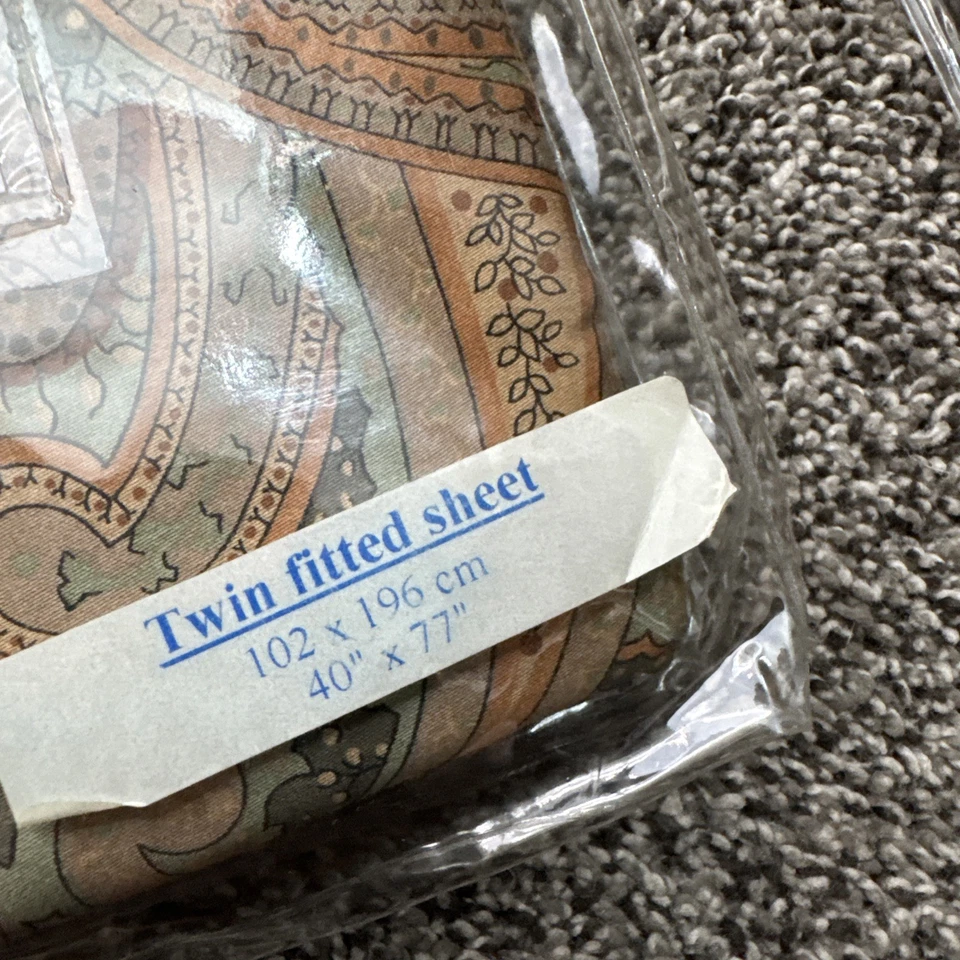 Twin fitted sheet
102 x 196 cm
40" x 77"